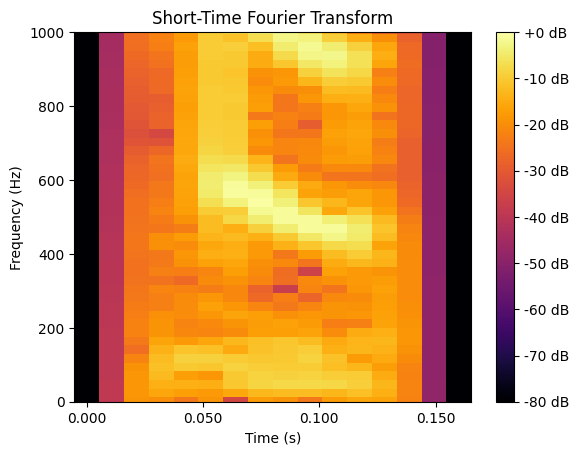 Short-Time Fourier Transform
Frequency (Hz)
1000
800
600
400
200
0
0.000
0.050
0.100
0.150
Time (s)
+0 dB
-10 dB
-20 dB
-30 dB
-40 dB
-50 dB
-60 dB
-70 dB
-80 dB